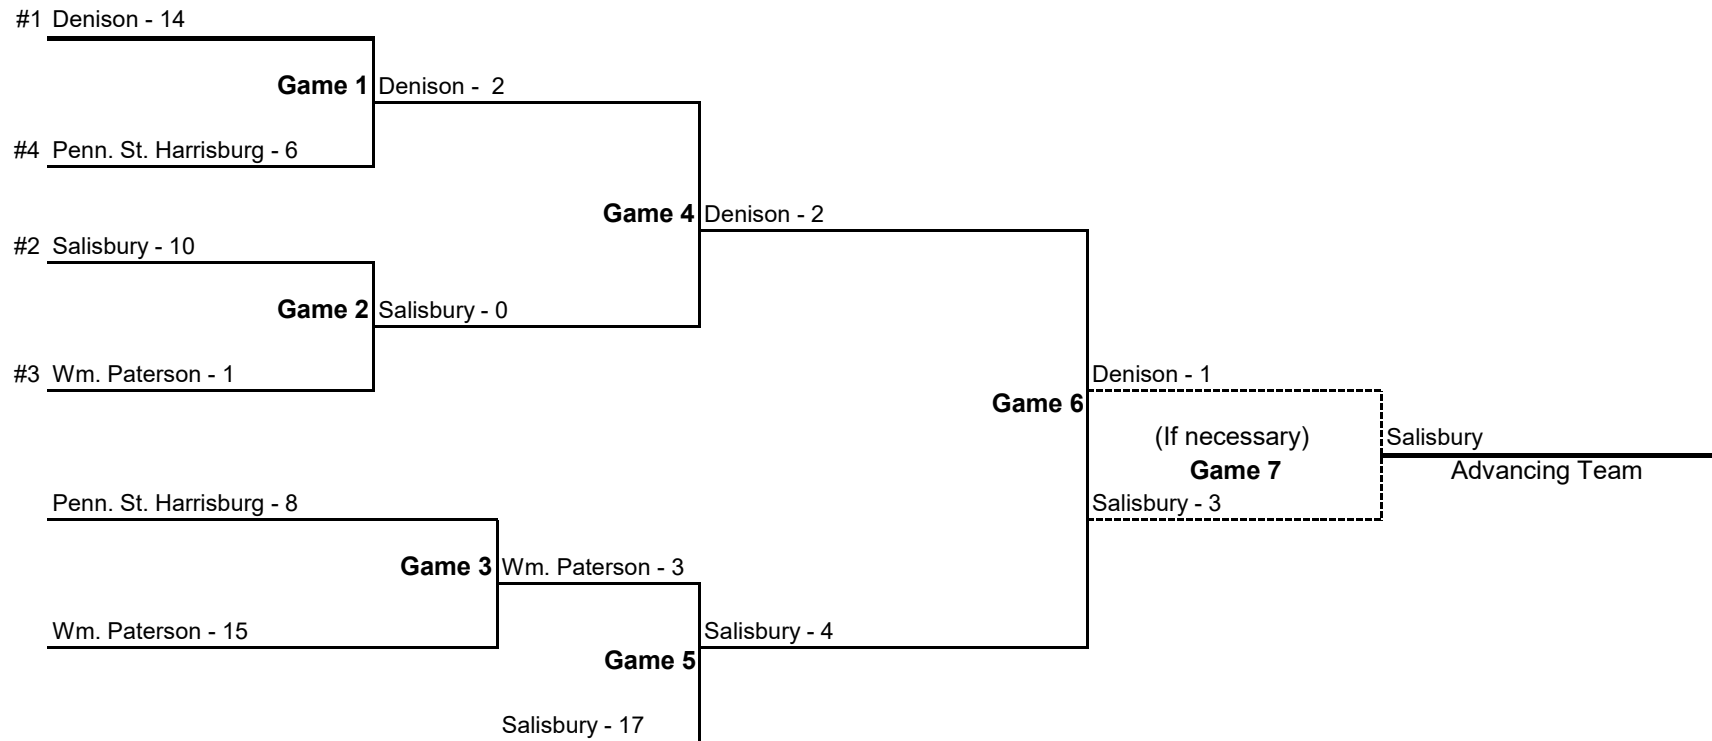 #1 Denison - 14
Game 1 Denison -  2
#4 Penn. St. Harrisburg - 6
Game 4 Denison - 2
#2 Salisbury - 10
Game 2 Salisbury - 0
#3 Wm. Paterson - 1
Denison - 1
Game 6
(If necessary)
Game 7
Salisbury
Advancing Team
Salisbury - 3
Penn. St. Harrisburg - 8
Game 3 Wm. Paterson - 3
Wm. Paterson - 15
Salisbury - 4
Game 5
Salisbury - 17